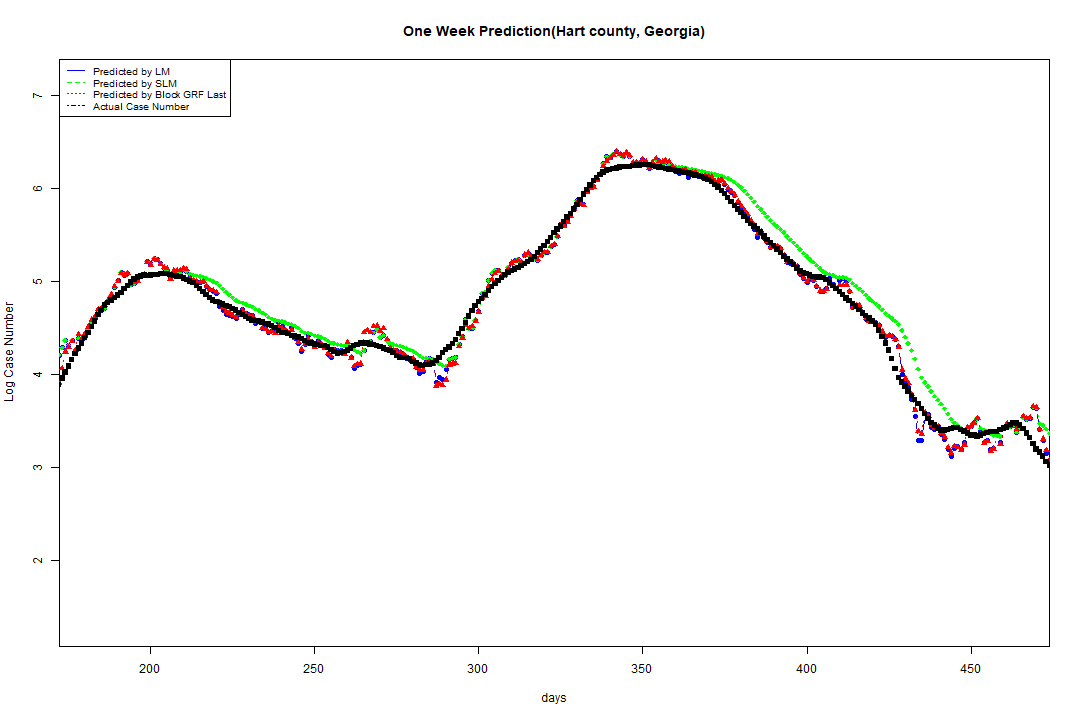 One Week Prediction(Hart county, Georgia)
Predicted by LM
Predicted by SLM
Predicted by Block GRF Last
Actual Case Number
Log Case Number
7
6
5
4
3
2
200 250 300 350 400 450
days